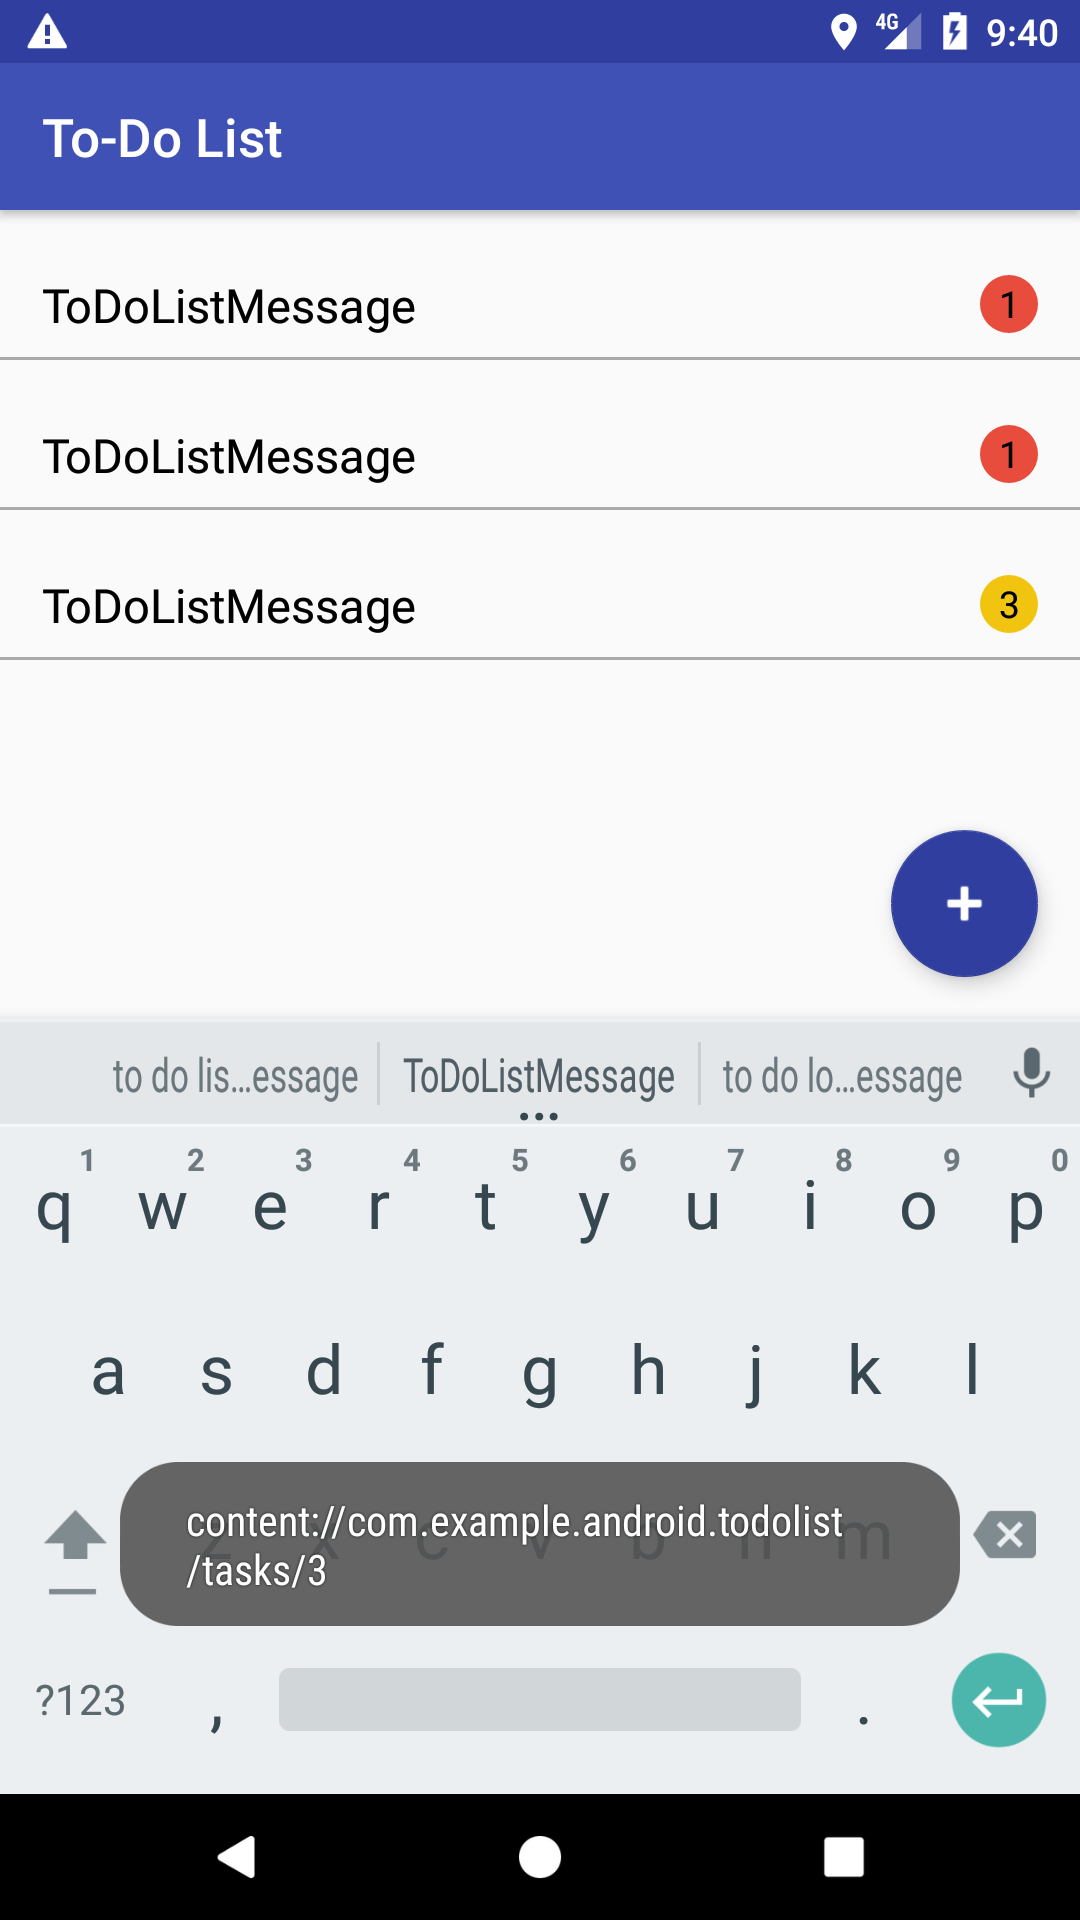 4G 9:40
To-Do List
ToDoListMessage 1
ToDoListMessage 1
ToDoListMessage 3
to do lis...essage ToDoListMessage to do lo...essage
1 2 3 4 5 6 7 8 9 0
q w e r t y u i o p
a s d f g h j k l
z x c v b n m
content://com.example.android.todolist
/tasks/3
?123 , .